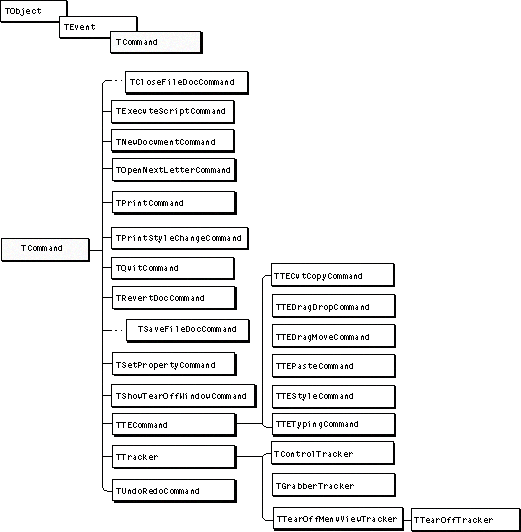 TObject
TEvent
TCommand
TCloseFileDocCommand
TExecuteScriptCommand
TNewDocumentCommand
TOpenNextLetterCommand
TPrintCommand
TPrintStyleChangeCommand
TCommand
TQuitCommand
TTECutCopyCommand
TRevertDocCommand
TTEDragDropCommand
TSaveFileDocCommand
TTEDragMoveCommand
TSetPropertyCommand
TTEPasteCommand
TShowTearOffWindowCommand
TTEStyleCommand
TTECommand
TTETypingCommand
TTracker
TControlTracker
TUndoRedoCommand
TGrabberTracker
TTearOffMenuViewTracker
TTearOffTracker